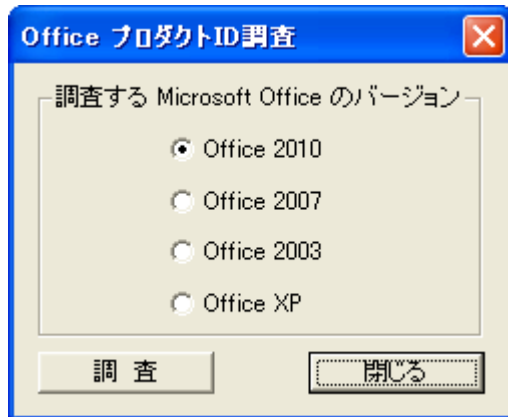 Office プロダクトID調査
調査する Microsoft Office のバージョン
Office 2010
Office 2007
Office 2003
Office XP
調 査
閉じる